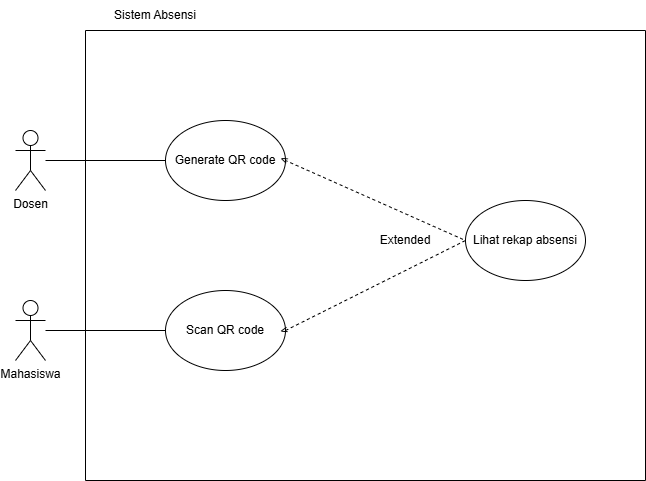 Sistem Absensi
Generate QR code
Dosen
Extended
Lihat rekap absensi
Scan QR code
Mahasiswa